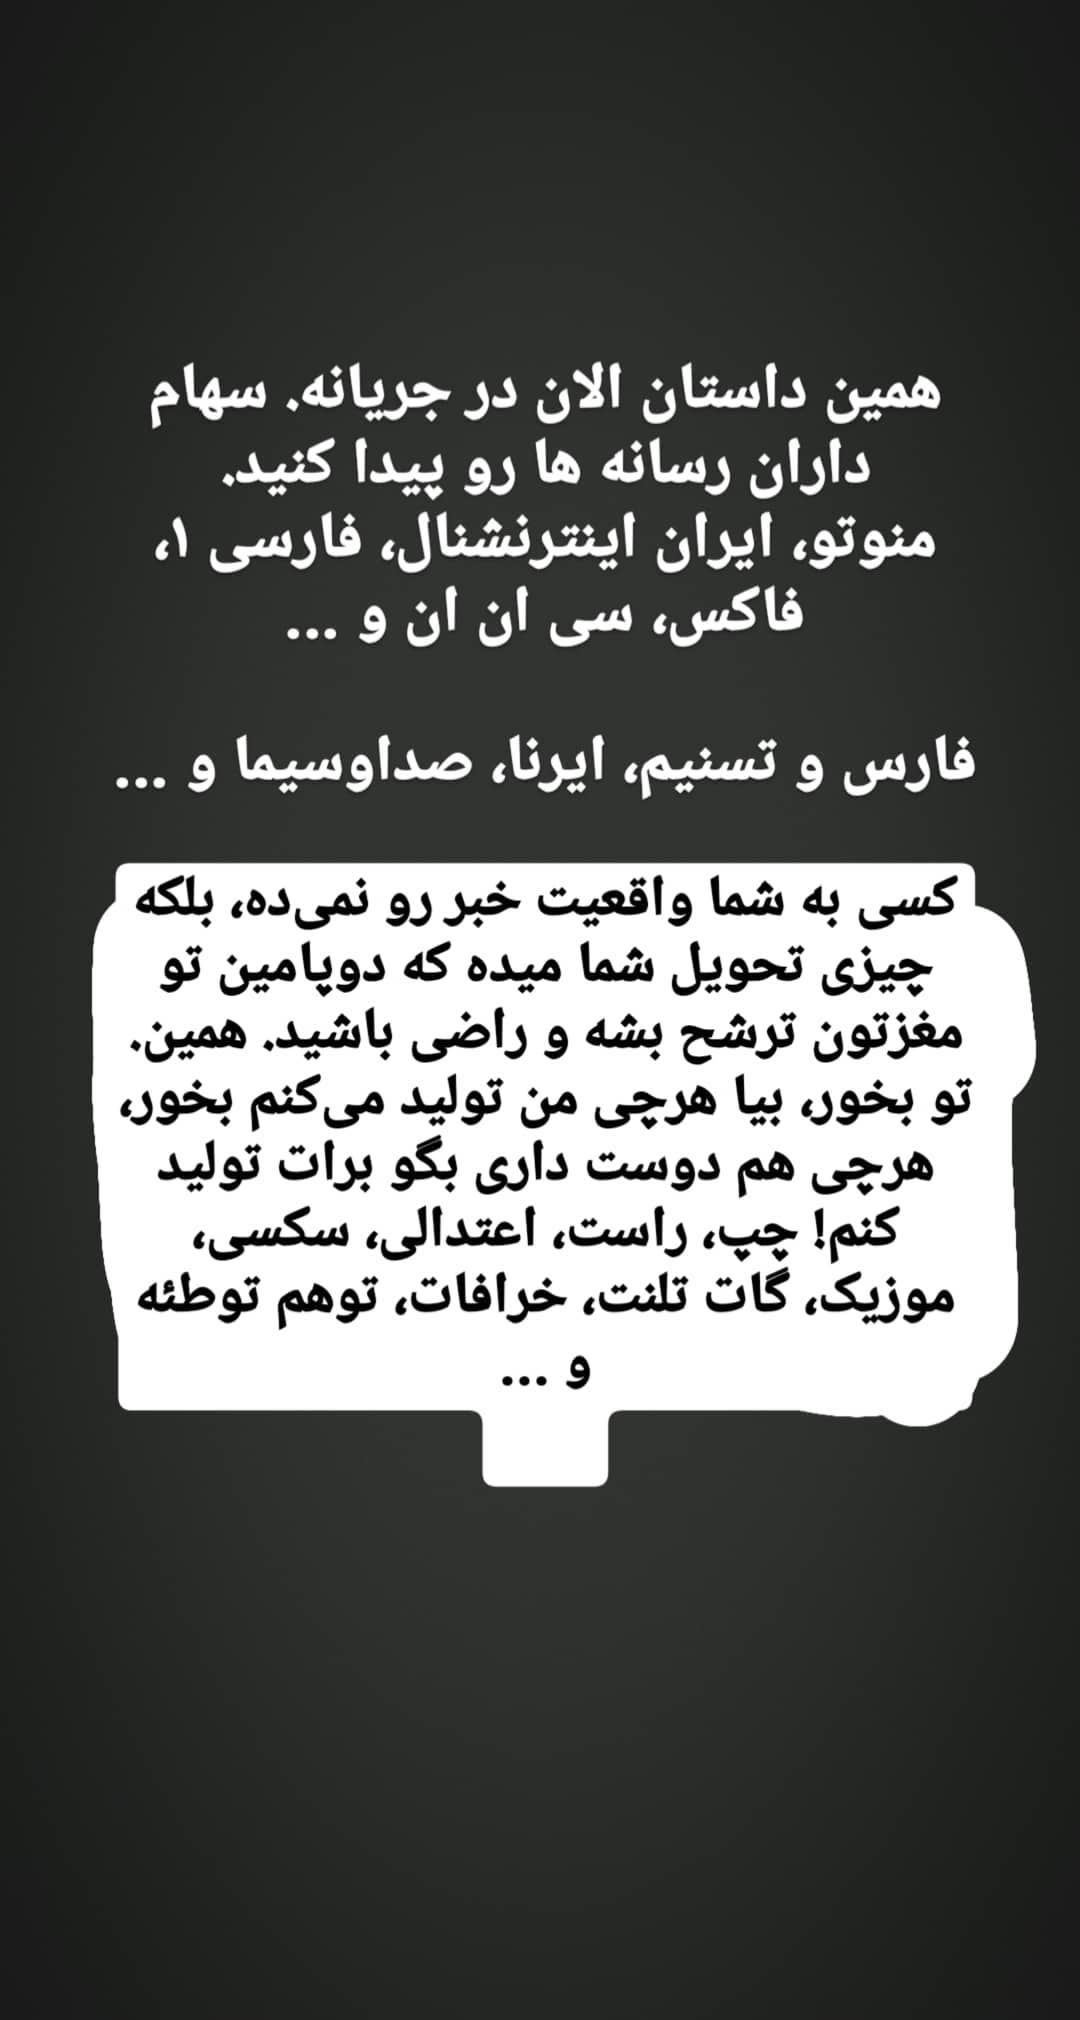 همین داستان الان در جریانه. سهام
داران رسانه ها رو پیدا کنید.
منوتو، ایران اینترنشنال، فارسی ۱،
فاکس، سی ان ان و ...
فارس و تسنیم، ایرنا، صداوسیما و ...
کسی به شما واقعیت خبر رو نمی‌ده، بلکه
چیزی تحویل شما میده که دوپامین تو
مغزتون ترشح بشه و راضی باشید. همین.
تو بخور، بیا هرچی من تولید می‌کنم بخور،
هرچی هم دوست داری بگو برات تولید
کنم! چپ، راست، اعتدالی، سکسی،
موزیک، گات تلنت، خرافات، توهم توطئه
و ...